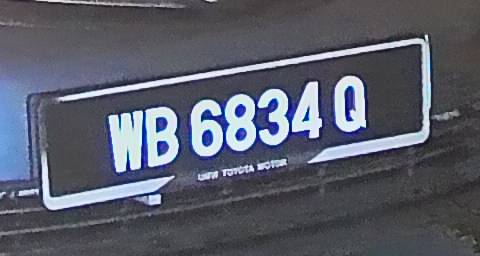 WB 6834 Q
UMW TOYOTA MOTOR